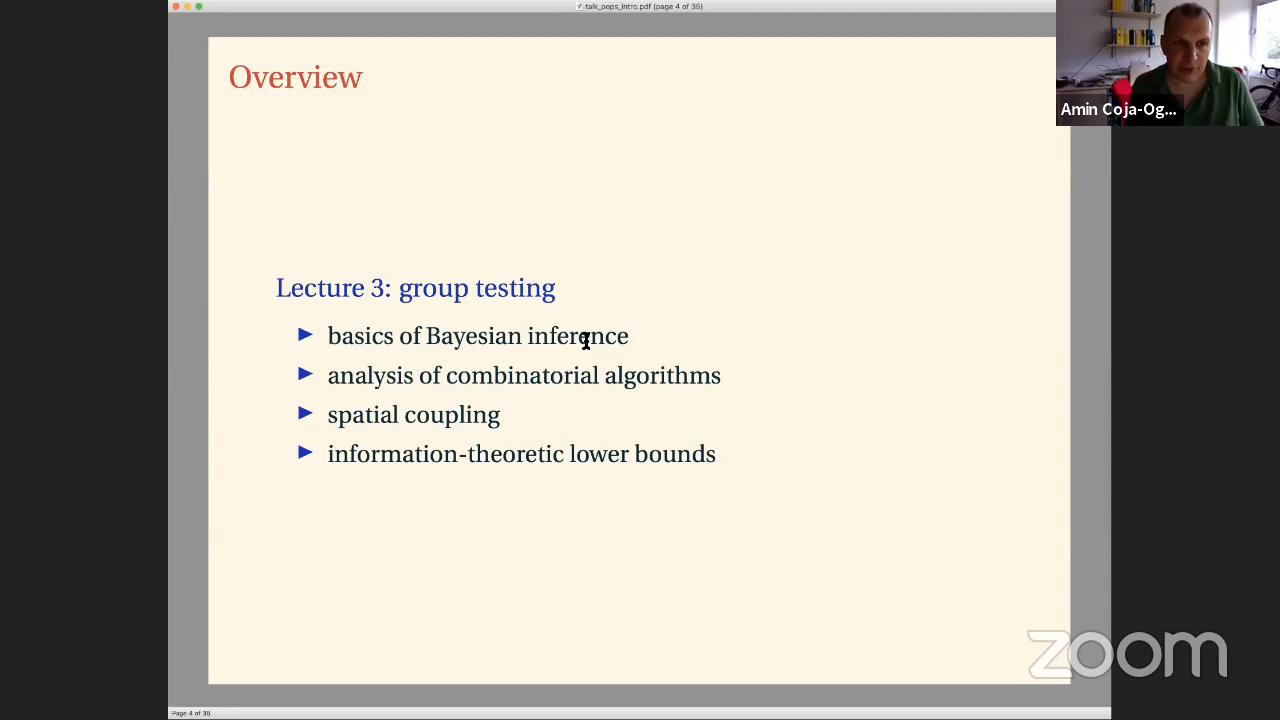 talk_oops_intro.pdf (page 4 of 35)
Overview
Amin Coja-Og...
Lecture 3: group testing
basics of Bayesian inference
analysis of combinatorial algorithms
spatial coupling
information-theoretic lower bounds
zoom
Page 4 of 35